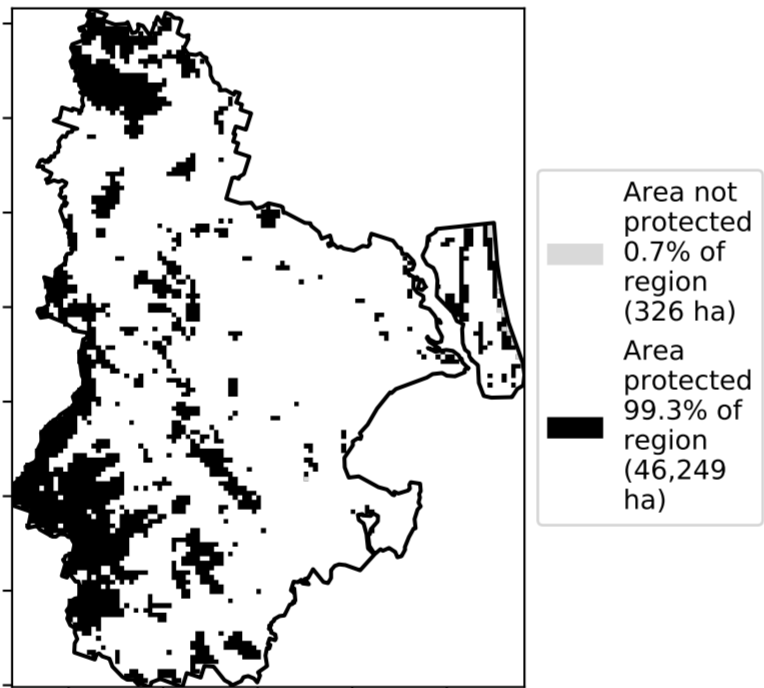 Area not
protected
0.7% of
region
(326 ha)
Area
protected
99.3% of
region
(46,249
ha)